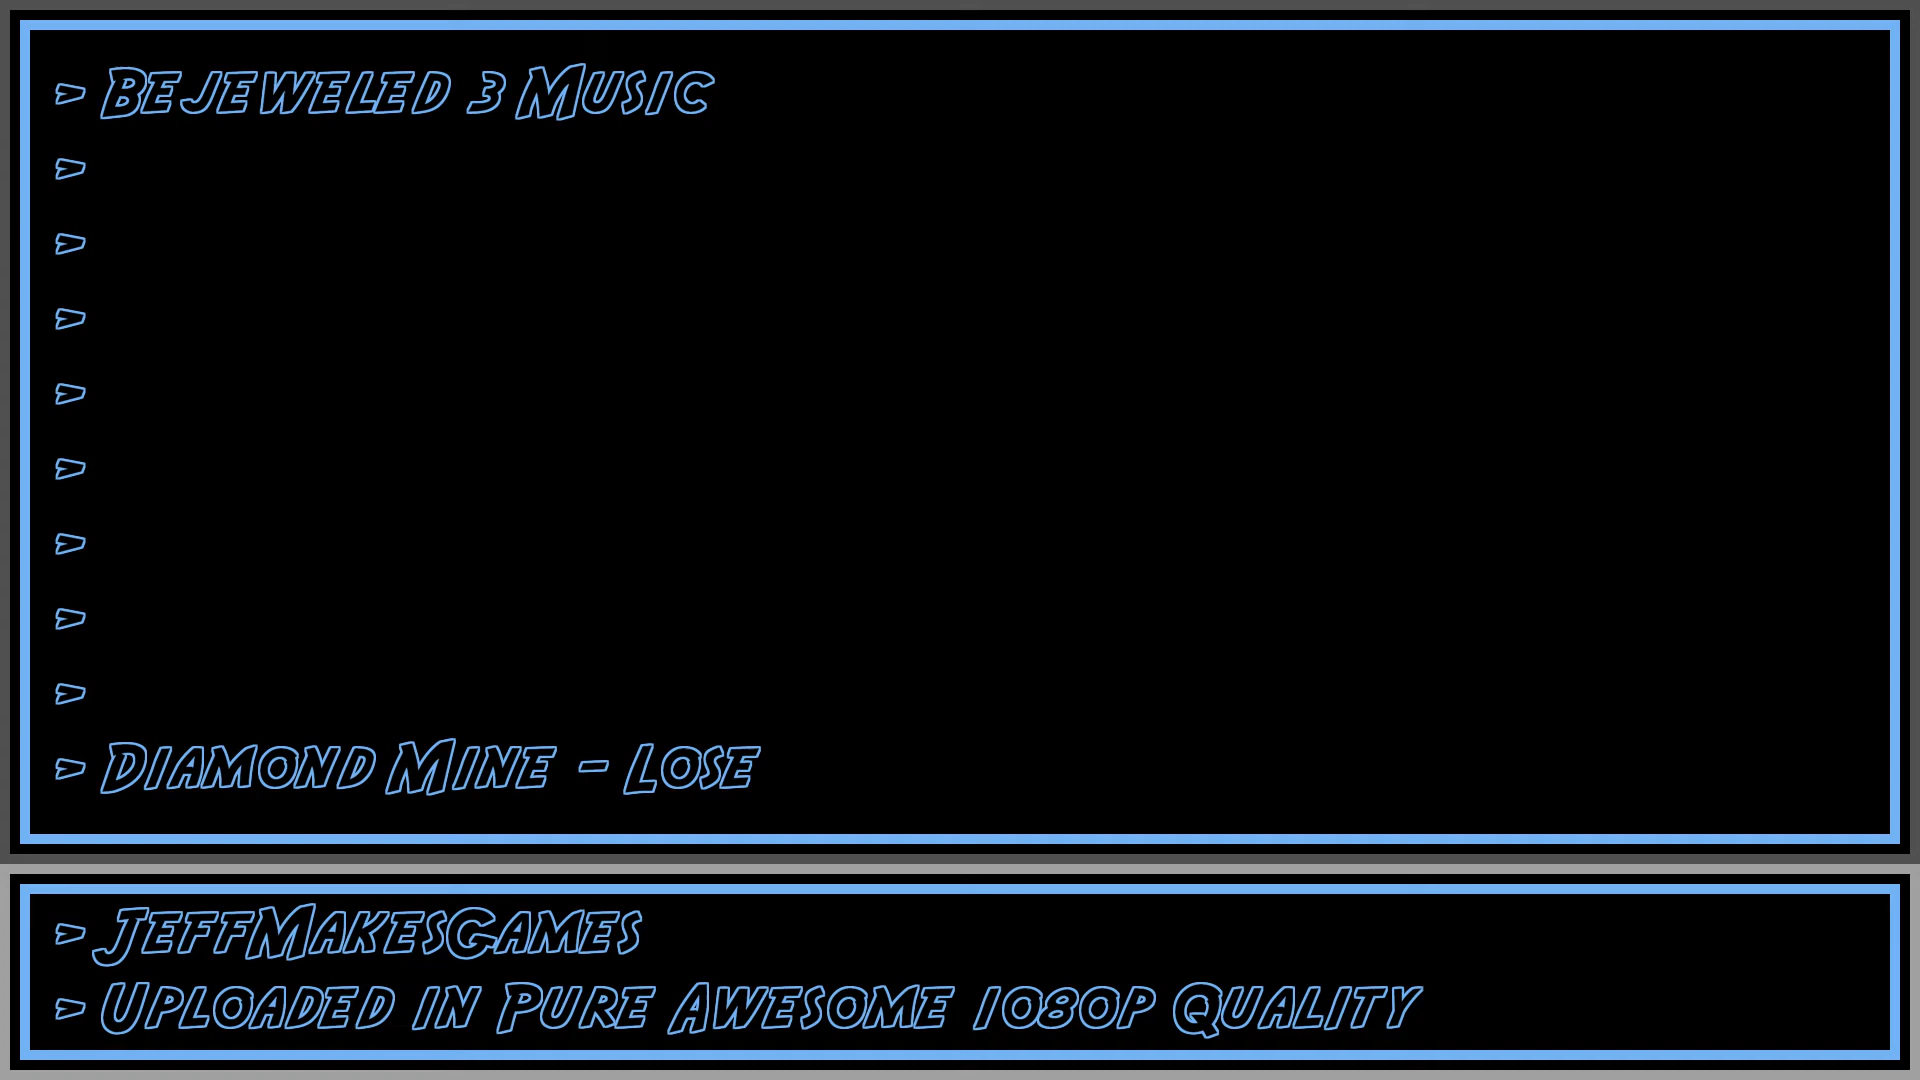 > Bejeweled 3 Music
>
>
>
>
>
>
>
>
> Diamond Mine - Lose
> JeffMakesGames
> Uploaded in Pure Awesome 1080p Quality